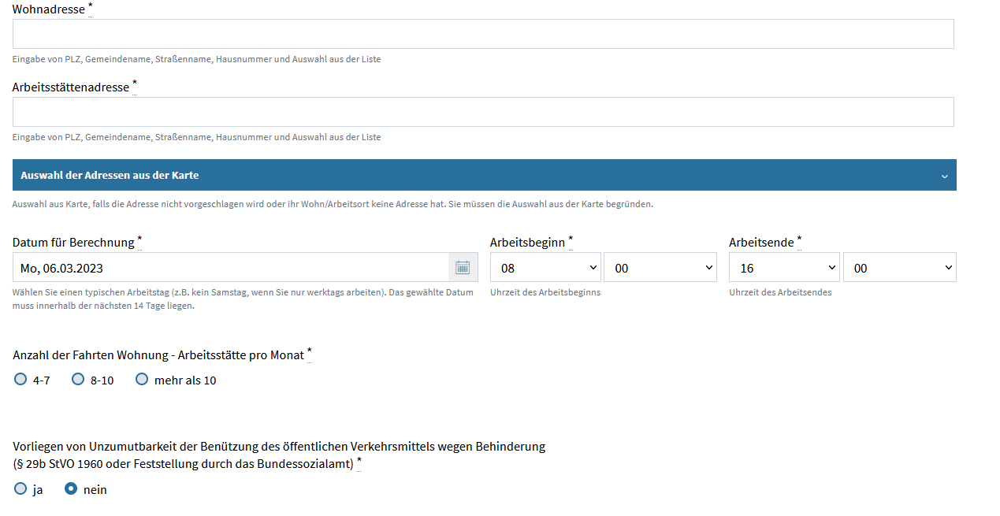 Wohnadresse *
Eingabe von PLZ, Gemeindename, Straßenname, Hausnummer und Auswahl aus der Liste
Arbeitsstättenadresse *
Eingabe von PLZ, Gemeindename, Straßenname, Hausnummer und Auswahl aus der Liste
Auswahl der Adressen aus der Karte
Auswahl aus Karte, falls die Adresse nicht vorgeschlagen wird oder ihr Wohn/Arbeitsort keine Adresse hat. Sie müssen die Auswahl aus der Karte begründen.
Datum für Berechnung * Arbeitsbeginn * Arbeitsende *
Mo, 06.03.2023 08 00 16 00
Wählen Sie einen typischen Arbeitstag (z.B. kein Samstag, wenn Sie nur werktags arbeiten). Das gewählte Datum Uhrzeit des Arbeitsbeginns Uhrzeit des Arbeitsendes
muss innerhalb der nächsten 14 Tage liegen.
Anzahl der Fahrten Wohnung - Arbeitsstätte pro Monat *
4-7 8-10 mehr als 10
Vorliegen von Unzumutbarkeit der Benützung des öffentlichen Verkehrsmittels wegen Behinderung
(§ 29b StVO 1960 oder Feststellung durch das Bundessozialamt) *
ja nein